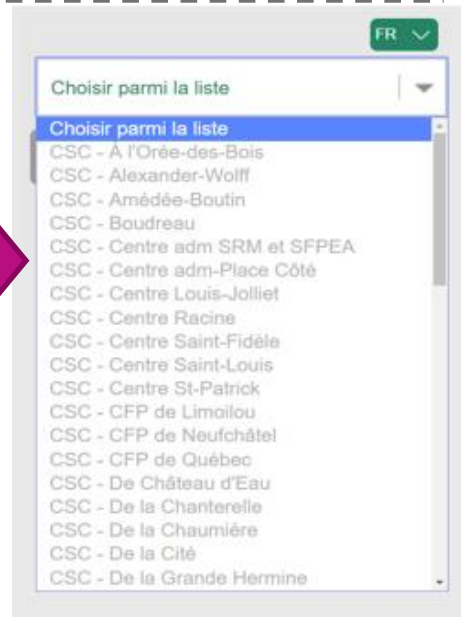 FR
Choisir parmi la liste
Choisir parmi la liste
CSC - À l'Orée-des-Bois
CSC - Alexander-Wolff
CSC - Amédée-Boutin
CSC - Boudreau
CSC - Centre adm SRM et SFPEA
CSC - Centre adm-Place Côté
CSC - Centre Louis-Jolliet
CSC - Centre Racine
CSC - Centre Saint-Fidèle
CSC - Centre Saint-Louis
CSC - Centre St-Patrick
CSC - CFP de Limoilou
CSC - CFP de Neufchâtel
CSC - CFP de Québec
CSC - De Château d'Eau
CSC - De la Chanterelle
CSC - De la Chaumière
CSC - De la Cité
CSC - De la Grande Hermine